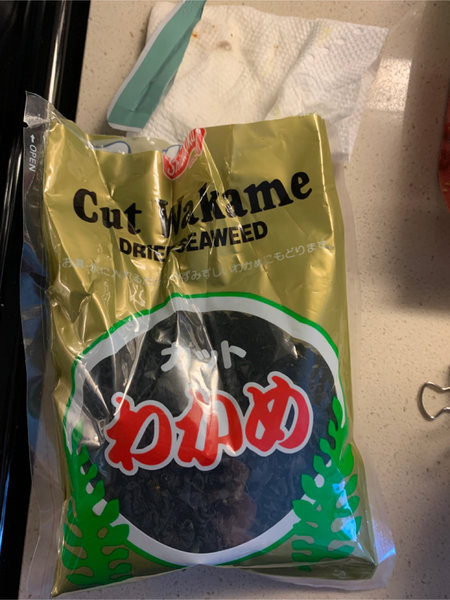 ← OPEN
Cut Wakame
DRIED SEAWEED
カット
わかめ